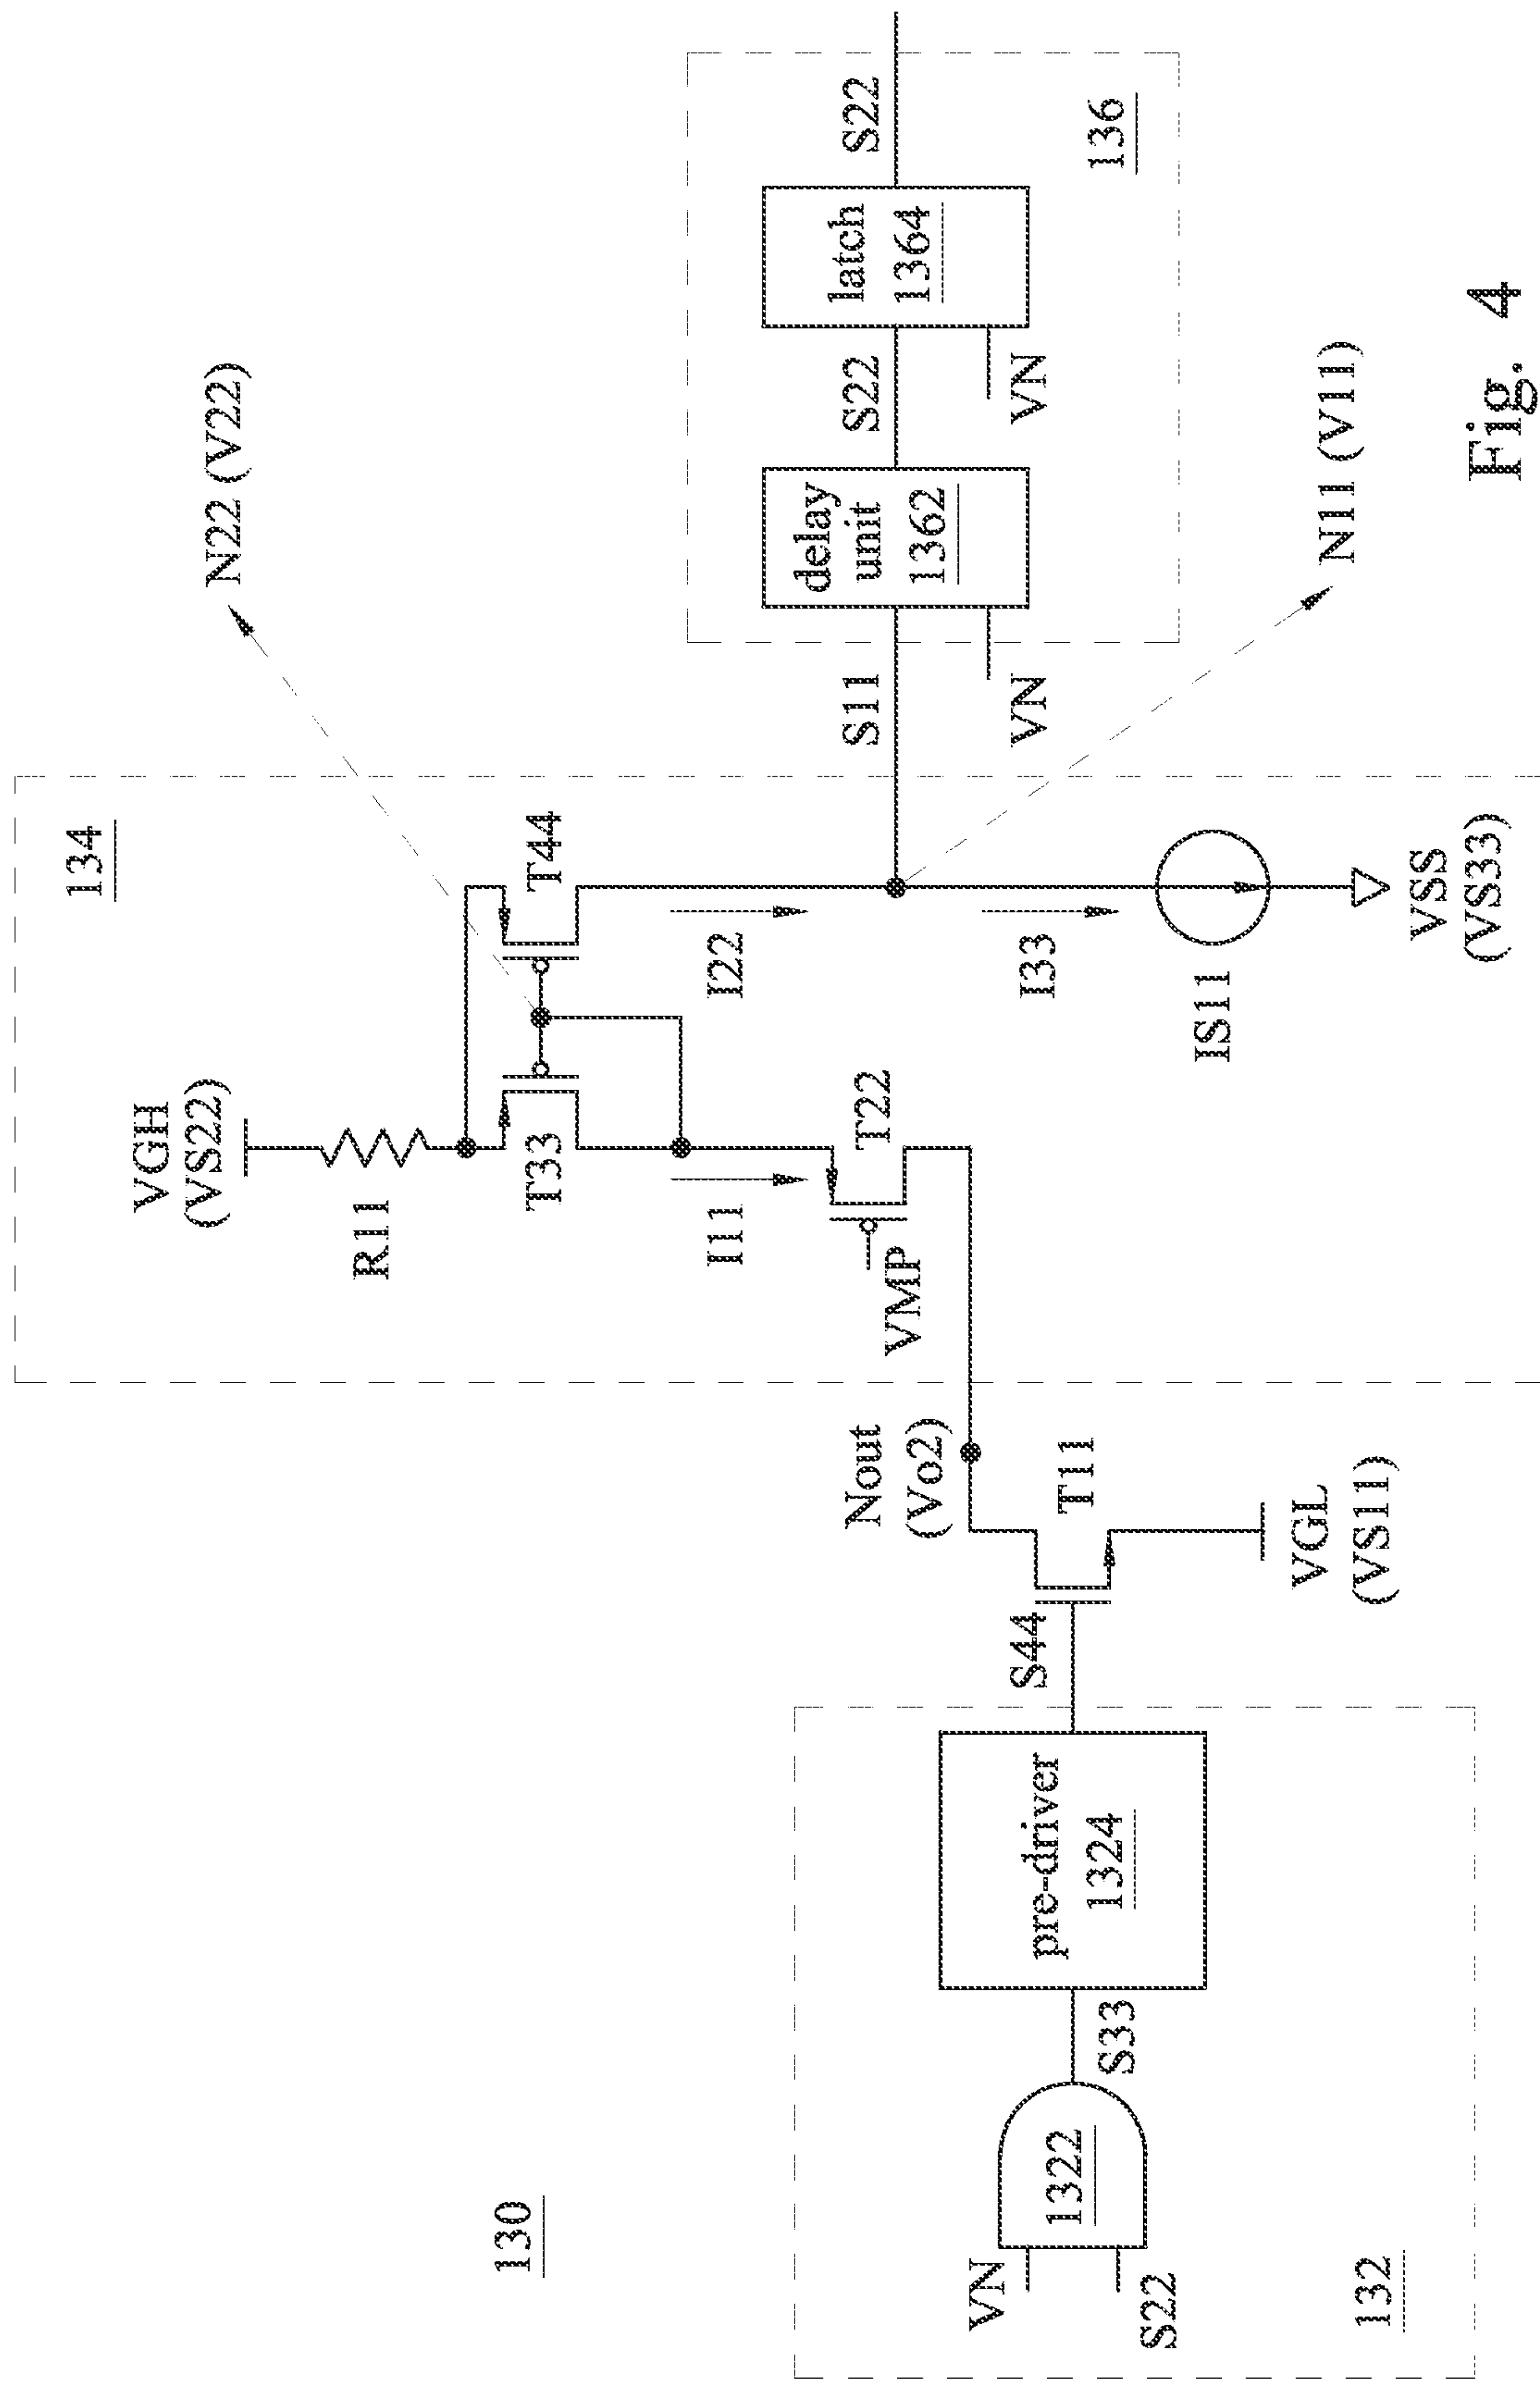 130
VN
S22
1322
S33
pre-driver
1324
S44
132
T11
Nout
(Vo2)
VGL
(VS11)
134
VGH
(VS22)
R11
T33
T44
N22 (V22)
I11
I22
VMP
T22
I33
IS11
VSS
(VS33)
N11 (V11)
S11
VN
delay
unit
1362
S22
VN
latch
1364
S22
136
Fig. 4